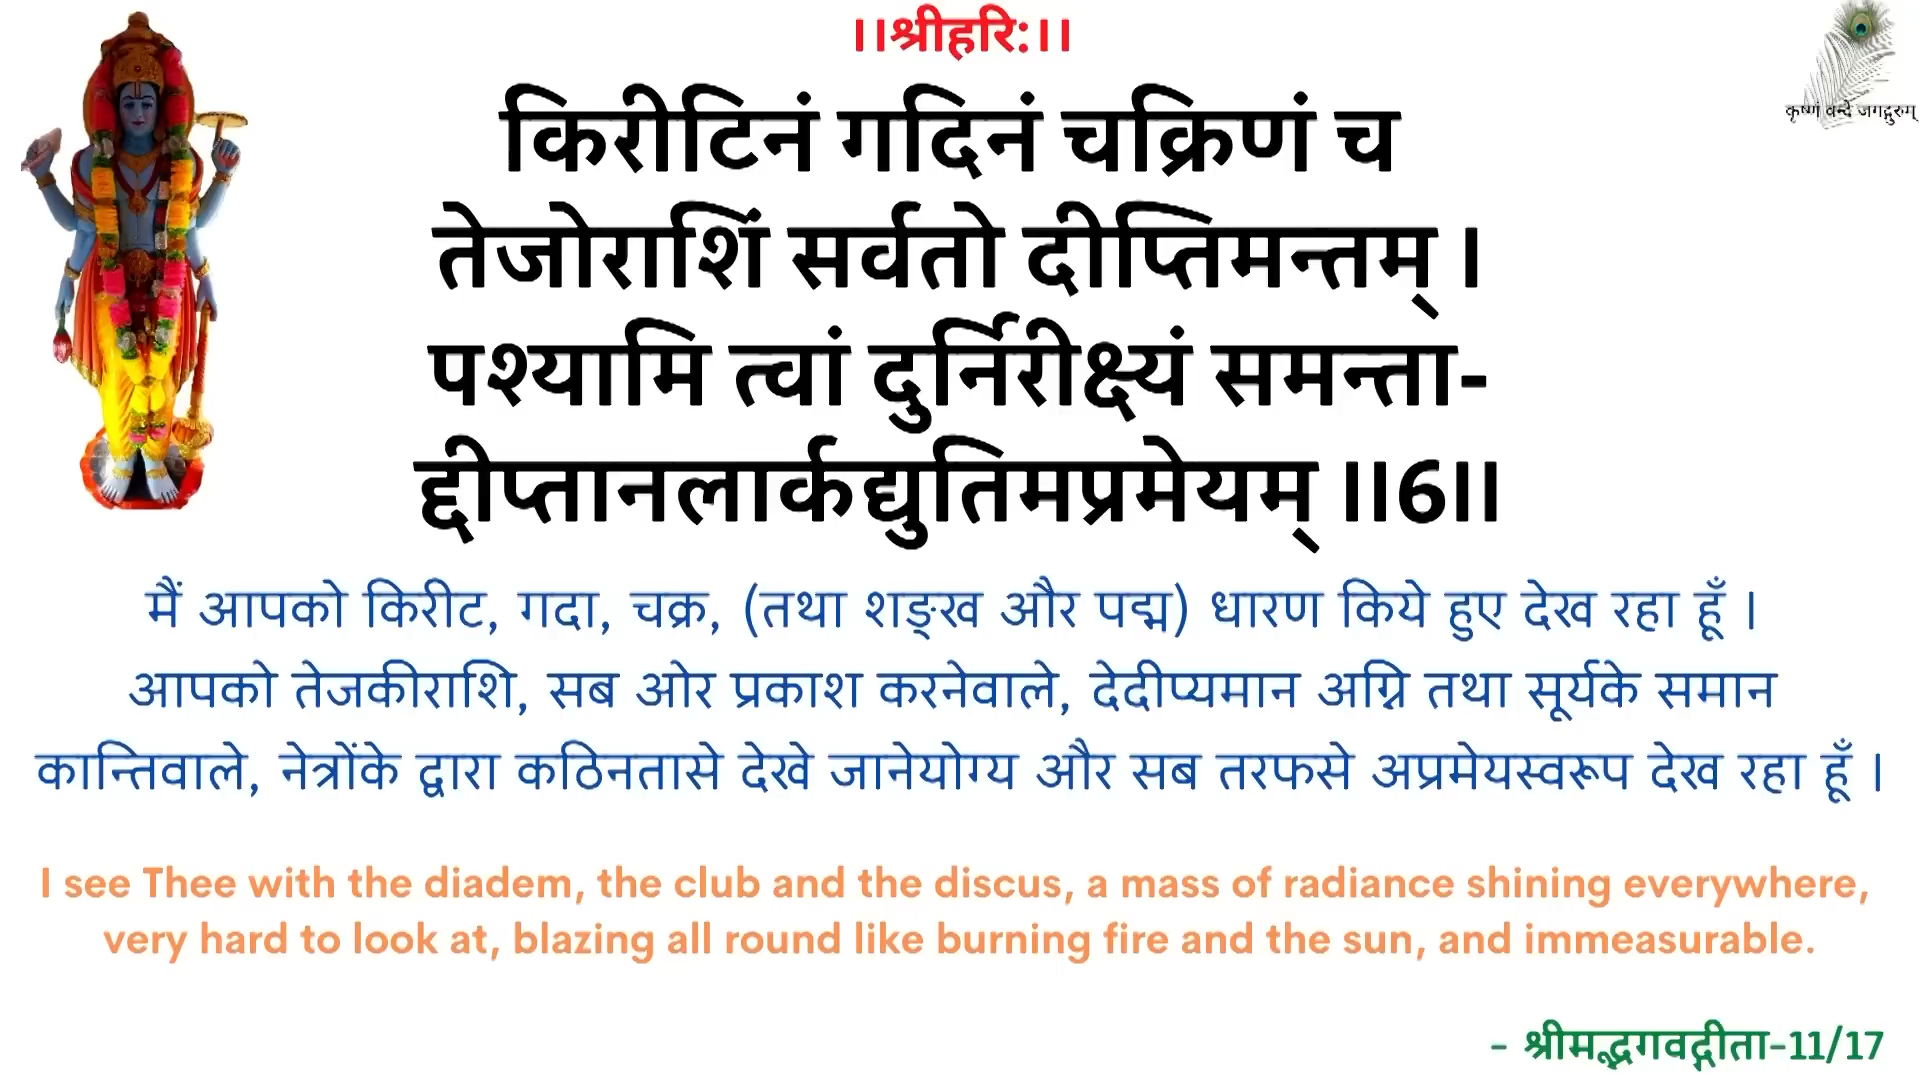 ।।श्रीहरि:।।
कृष्णं वन्दे जगद्गुरुम्
किरीटिनं गदिनं चक्रिणं च
तेजोराशिं सर्वतो दीप्तिमन्तम् ।
पश्यामि त्वां दुर्निरीक्ष्यं समन्ता-
द्दीप्तानलार्कद्युतिमप्रमेयम् ।।6।।
मैं आपको किरीट, गदा, चक्र, (तथा शङ्ख और पद्म) धारण किये हुए देख रहा हूँ ।
आपको तेजकीराशि, सब ओर प्रकाश करनेवाले, देदीप्यमान अग्नि तथा सूर्यके समान
कान्तिवाले, नेत्रोंके द्वारा कठिनतासे देखे जानेयोग्य और सब तरफसे अप्रमेयस्वरूप देख रहा हूँ ।
I see Thee with the diadem, the club and the discus, a mass of radiance shining everywhere,
very hard to look at, blazing all round like burning fire and the sun, and immeasurable.
- श्रीमद्भगवद्गीता-11/17